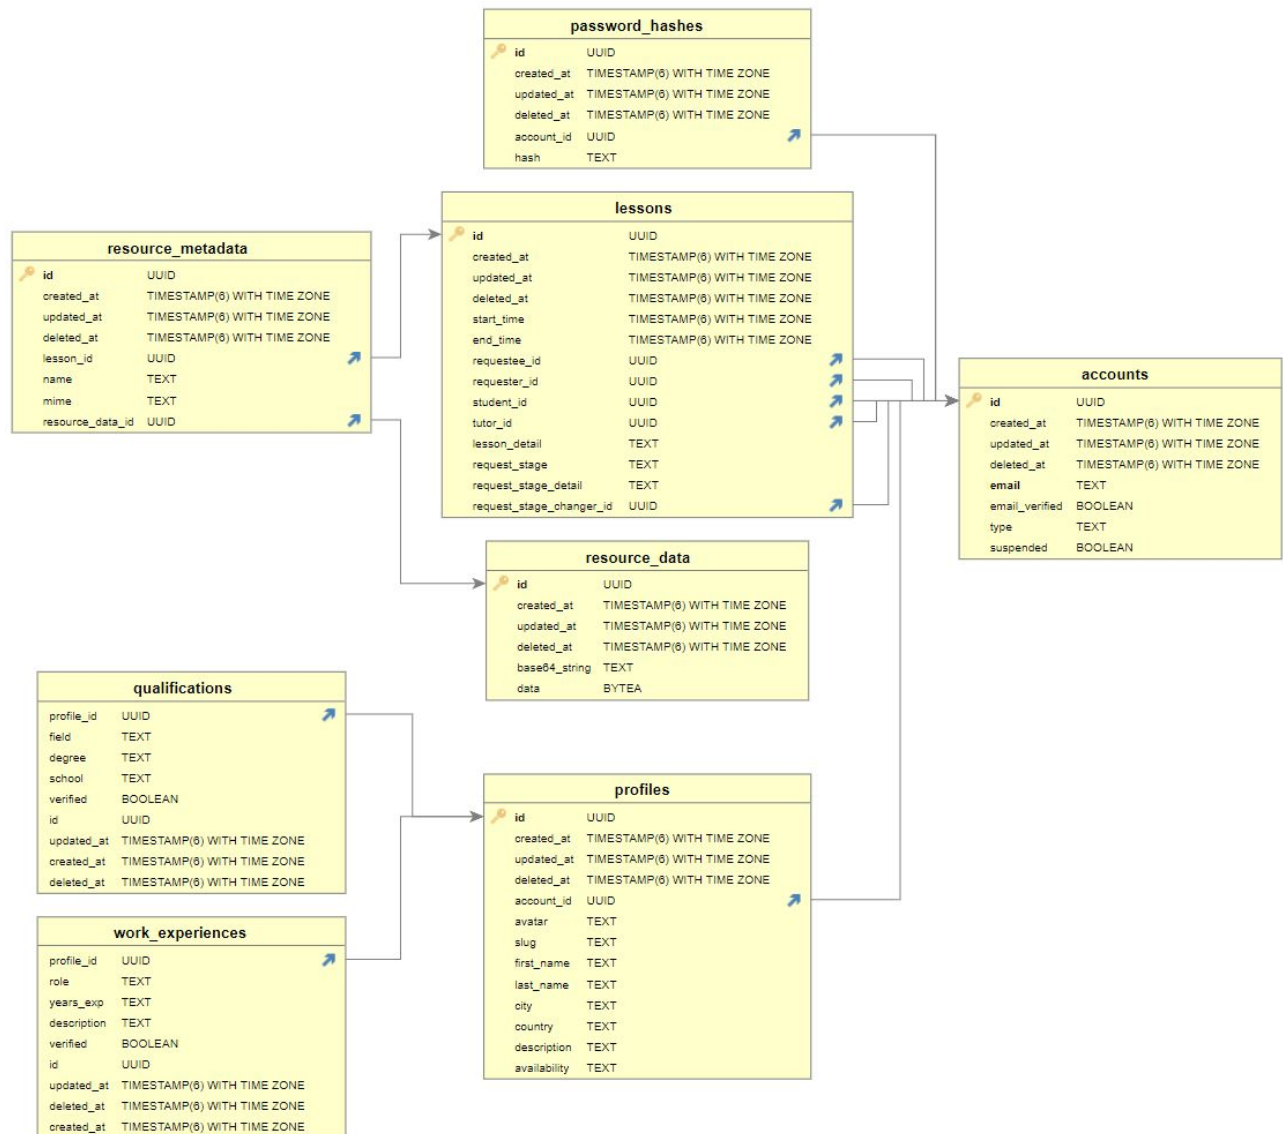 password_hashes
id UUID
created_at TIMESTAMP(6) WITH TIME ZONE
updated_at TIMESTAMP(6) WITH TIME ZONE
deleted_at TIMESTAMP(6) WITH TIME ZONE
account_id UUID
hash TEXT
lessons
id UUID
created_at TIMESTAMP(6) WITH TIME ZONE
updated_at TIMESTAMP(6) WITH TIME ZONE
deleted_at TIMESTAMP(6) WITH TIME ZONE
start_time TIMESTAMP(6) WITH TIME ZONE
end_time TIMESTAMP(6) WITH TIME ZONE
requestee_id UUID
requester_id UUID
student_id UUID
tutor_id UUID
lesson_detail TEXT
request_stage TEXT
request_stage_detail TEXT
request_stage_changer_id UUID
resource_metadata
id UUID
created_at TIMESTAMP(6) WITH TIME ZONE
updated_at TIMESTAMP(6) WITH TIME ZONE
deleted_at TIMESTAMP(6) WITH TIME ZONE
lesson_id UUID
name TEXT
mime TEXT
resource_data_id UUID
accounts
id UUID
created_at TIMESTAMP(6) WITH TIME ZONE
updated_at TIMESTAMP(6) WITH TIME ZONE
deleted_at TIMESTAMP(6) WITH TIME ZONE
email TEXT
email_verified BOOLEAN
type TEXT
suspended BOOLEAN
resource_data
id UUID
created_at TIMESTAMP(6) WITH TIME ZONE
updated_at TIMESTAMP(6) WITH TIME ZONE
deleted_at TIMESTAMP(6) WITH TIME ZONE
base64_string TEXT
data BYTEA
qualifications
profile_id UUID
field TEXT
degree TEXT
school TEXT
verified BOOLEAN
id UUID
updated_at TIMESTAMP(6) WITH TIME ZONE
created_at TIMESTAMP(6) WITH TIME ZONE
deleted_at TIMESTAMP(6) WITH TIME ZONE
profiles
id UUID
created_at TIMESTAMP(6) WITH TIME ZONE
updated_at TIMESTAMP(6) WITH TIME ZONE
deleted_at TIMESTAMP(6) WITH TIME ZONE
account_id UUID
avatar TEXT
slug TEXT
first_name TEXT
last_name TEXT
city TEXT
country TEXT
description TEXT
availability TEXT
work_experiences
profile_id UUID
role TEXT
years_exp TEXT
description TEXT
verified BOOLEAN
id UUID
updated_at TIMESTAMP(6) WITH TIME ZONE
deleted_at TIMESTAMP(6) WITH TIME ZONE
created_at TIMESTAMP(6) WITH TIME ZONE